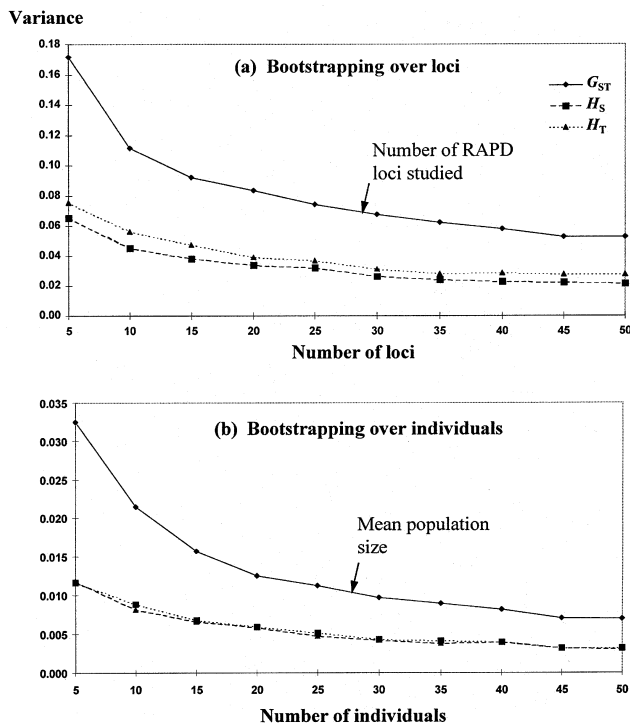 Variance
0.18
0.16
0.14
0.12
0.10
0.08
0.06
0.04
0.02
0.00
(a) Bootstrapping over loci
G_ST
H_S
H_T
Number of RAPD
loci studied
5 10 15 20 25 30 35 40 45 50
Number of loci
0.035
0.030
0.025
0.020
0.015
0.010
0.005
0.000
(b) Bootstrapping over individuals
Mean population
size
5 10 15 20 25 30 35 40 45 50
Number of individuals